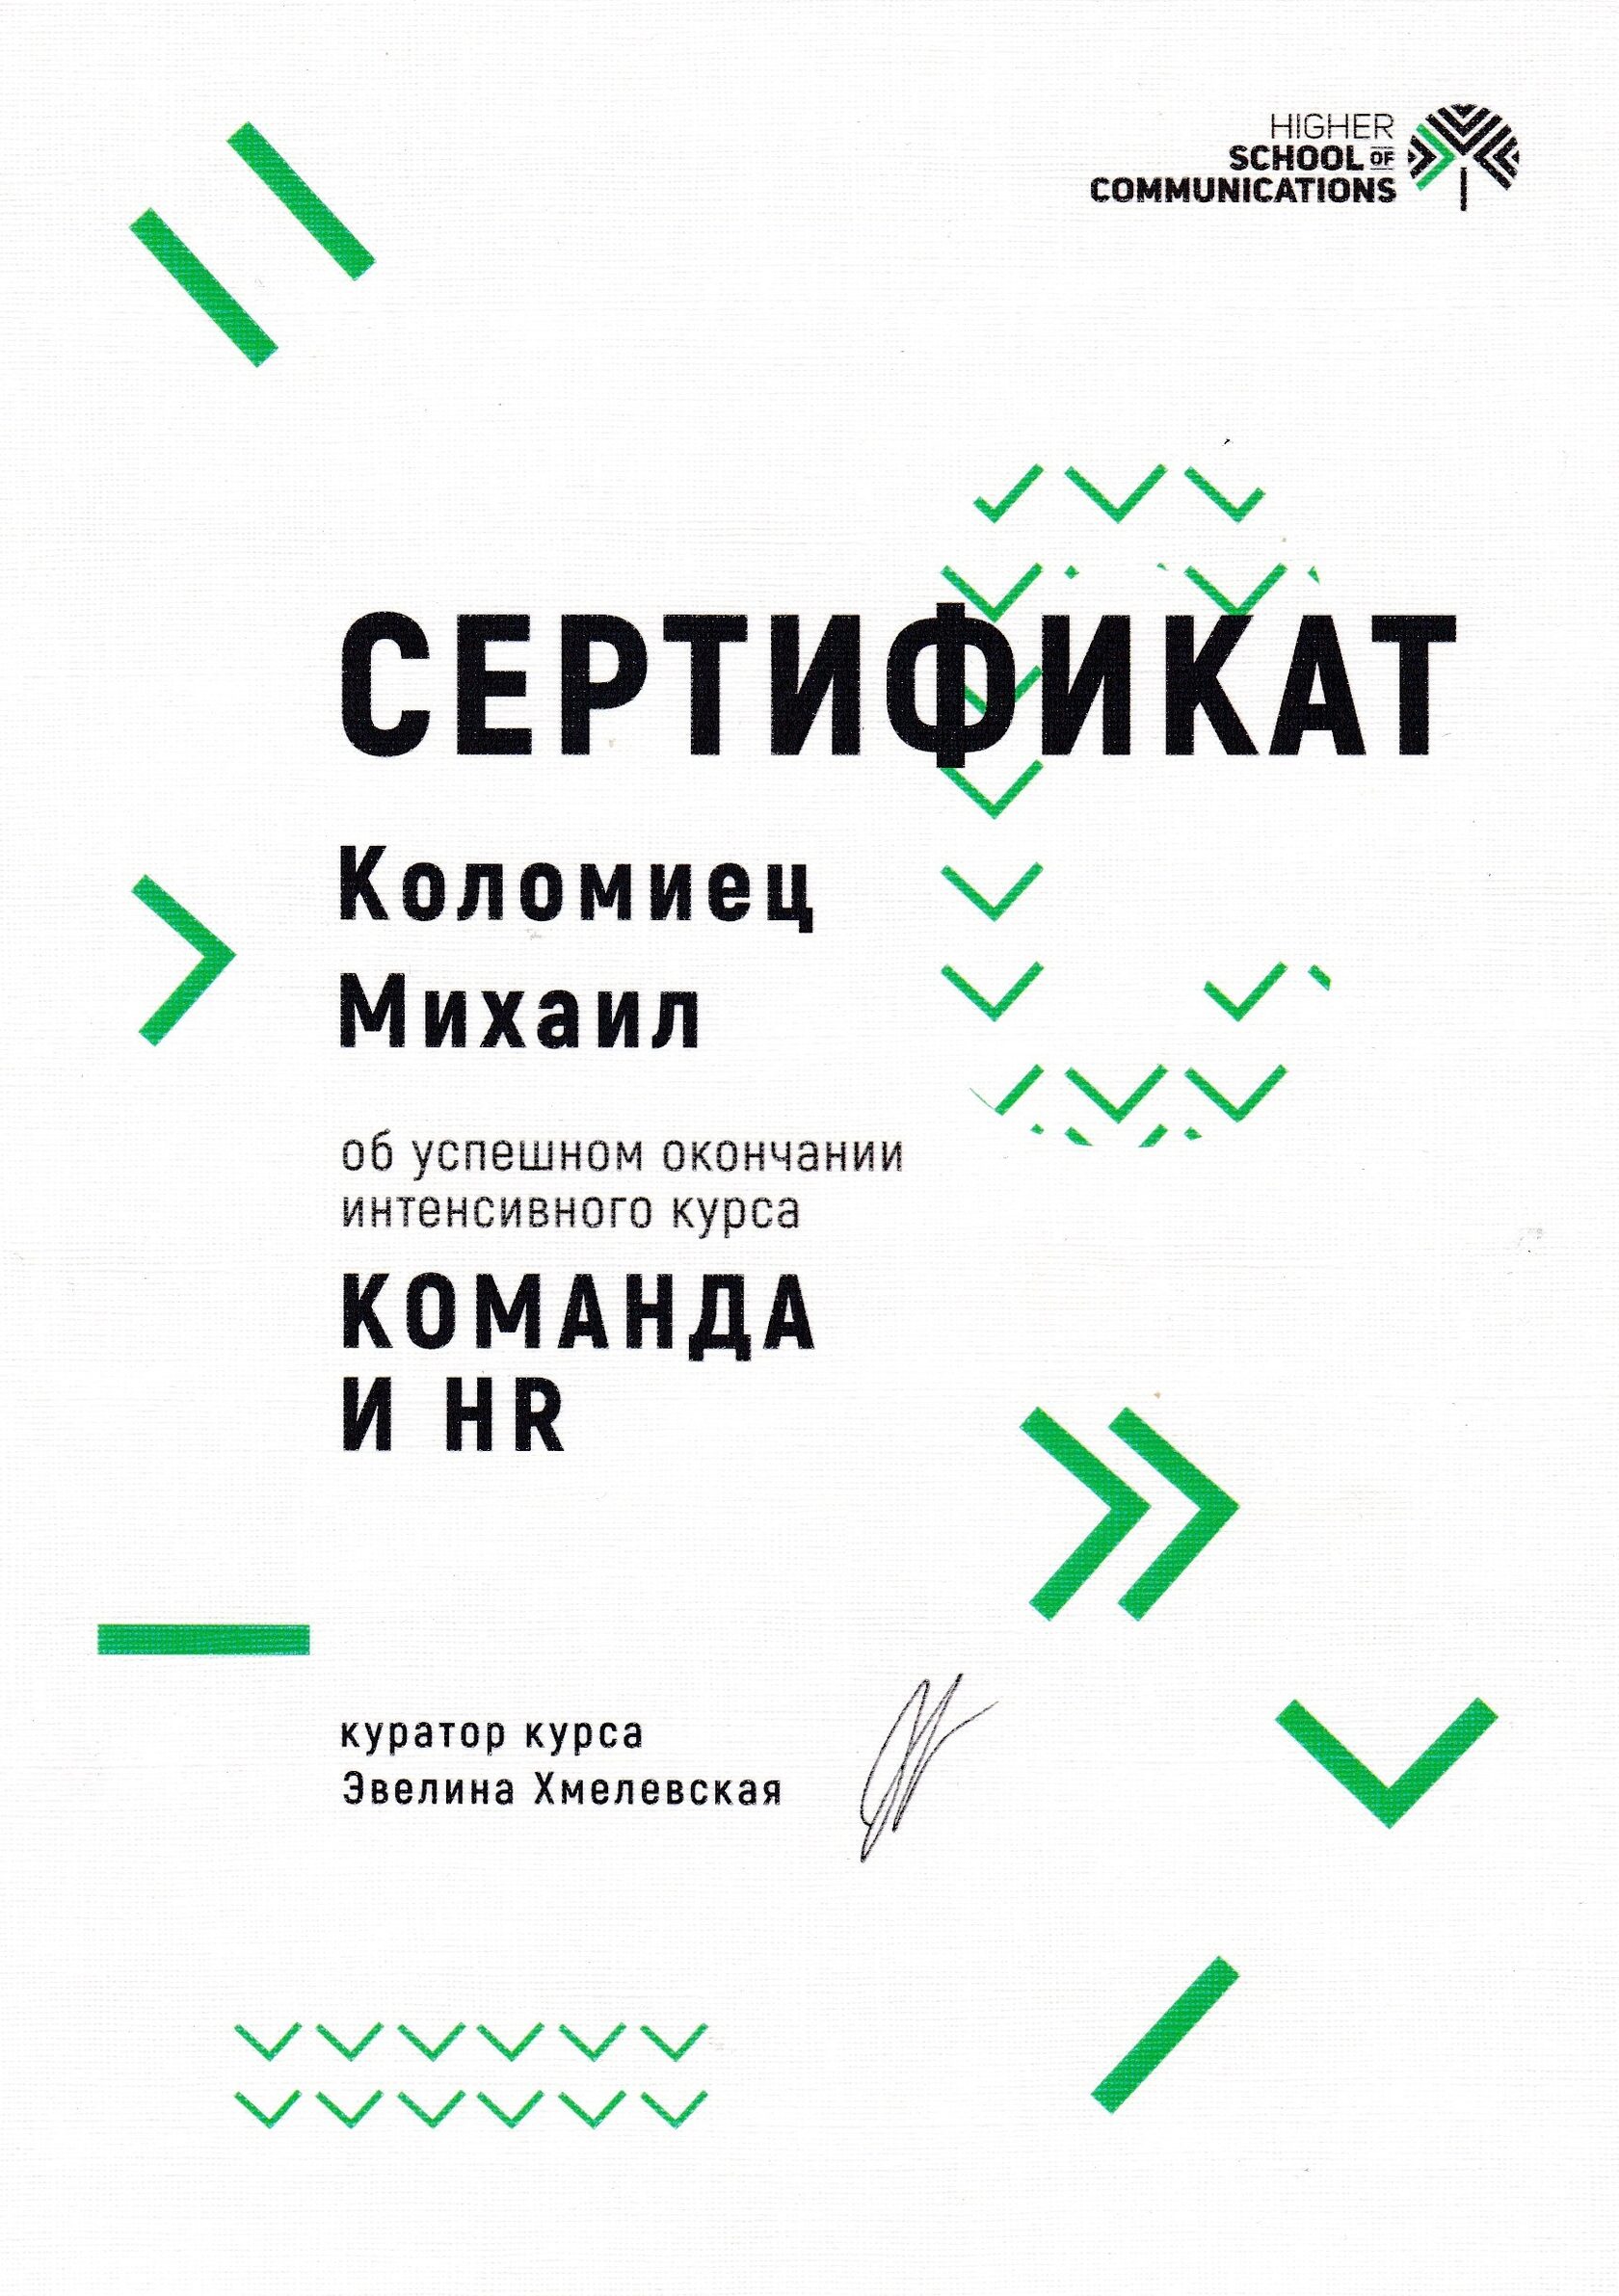 HIGHER
SCHOOL OF
COMMUNICATIONS
СЕРТИФИКАТ
Коломиец
Михаил
об успешном окончании
интенсивного курса
КОМАНДА
И HR
куратор курса
Эвелина Хмелевская